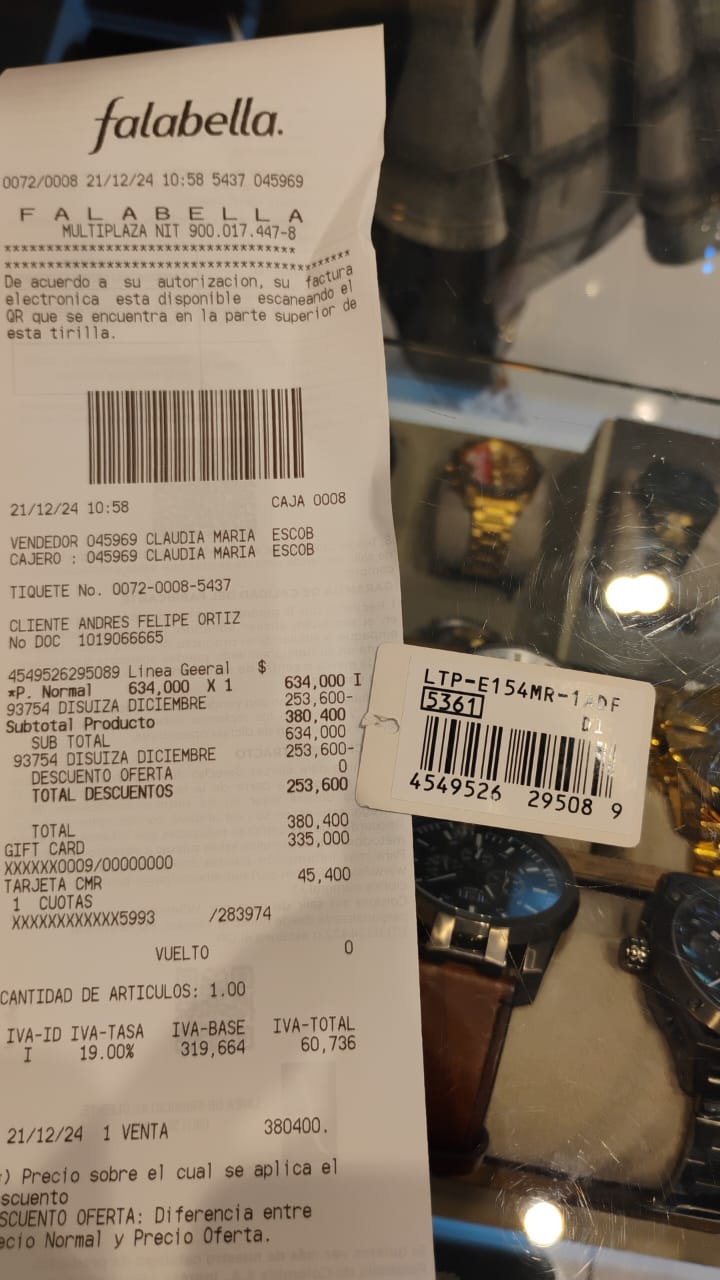 falabella.
0072/0008 21/12/24 10:58 5437 045969
F A L A B E L L A
MULTIPLAZA NIT 900.017.447-8
***********************************
*****************************************
De acuerdo a su autorizacion, su factura
electronica esta disponible escaneando el
QR que se encuentra en la parte superior de
esta tirilla.
21/12/24 10:58 CAJA 0008
VENDEDOR 045969 CLAUDIA MARIA ESCOB
CAJERO : 045969 CLAUDIA MARIA ESCOB
TIQUETE No. 0072-0008-5437
CLIENTE ANDRES FELIPE ORTIZ
No DOC 1019066665
4549526295089 Linea Geeral $
*P. Normal 634,000 X 1 634,000 I
93754 DISUIZA DICIEMBRE 253,600-
Subtotal Producto 380,400
SUB TOTAL 634,000
93754 DISUIZA DICIEMBRE 253,600-
DESCUENTO OFERTA 0
TOTAL DESCUENTOS 253,600
TOTAL 380,400
GIFT CARD 335,000
XXXXXX0009/00000000
TARJETA CMR 45,400
1 CUOTAS
XXXXXXXXXXXX5993 /283974
VUELTO 0
CANTIDAD DE ARTICULOS: 1.00
IVA-ID IVA-TASA IVA-BASE IVA-TOTAL
I 19.00% 319,664 60,736
21/12/24 1 VENTA 380400.
) Precio sobre el cual se aplica el
scuento
SCUENTO OFERTA: Diferencia entre
ecio Normal y Precio Oferta.
LTP-E154MR-1ADF
5361 D1
4549526 29508 9